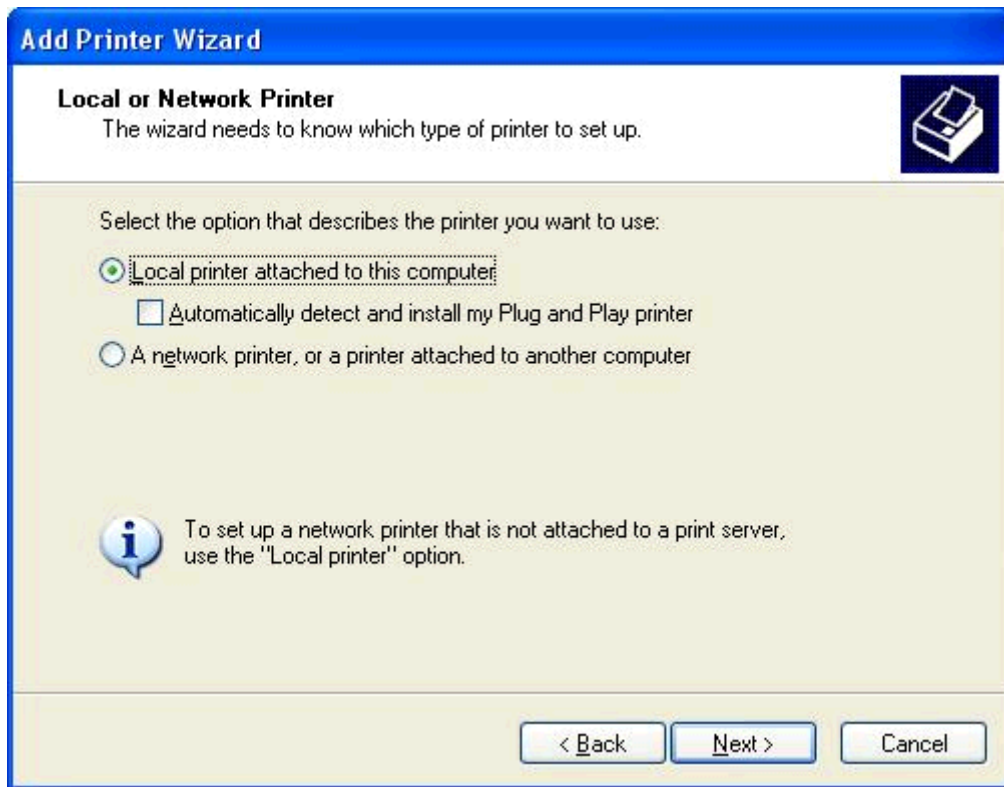 Add Printer Wizard
Local or Network Printer
The wizard needs to know which type of printer to set up.
Select the option that describes the printer you want to use:
Local printer attached to this computer
Automatically detect and install my Plug and Play printer
A network printer, or a printer attached to another computer
To set up a network printer that is not attached to a print server,
use the "Local printer" option.
< Back Next > Cancel